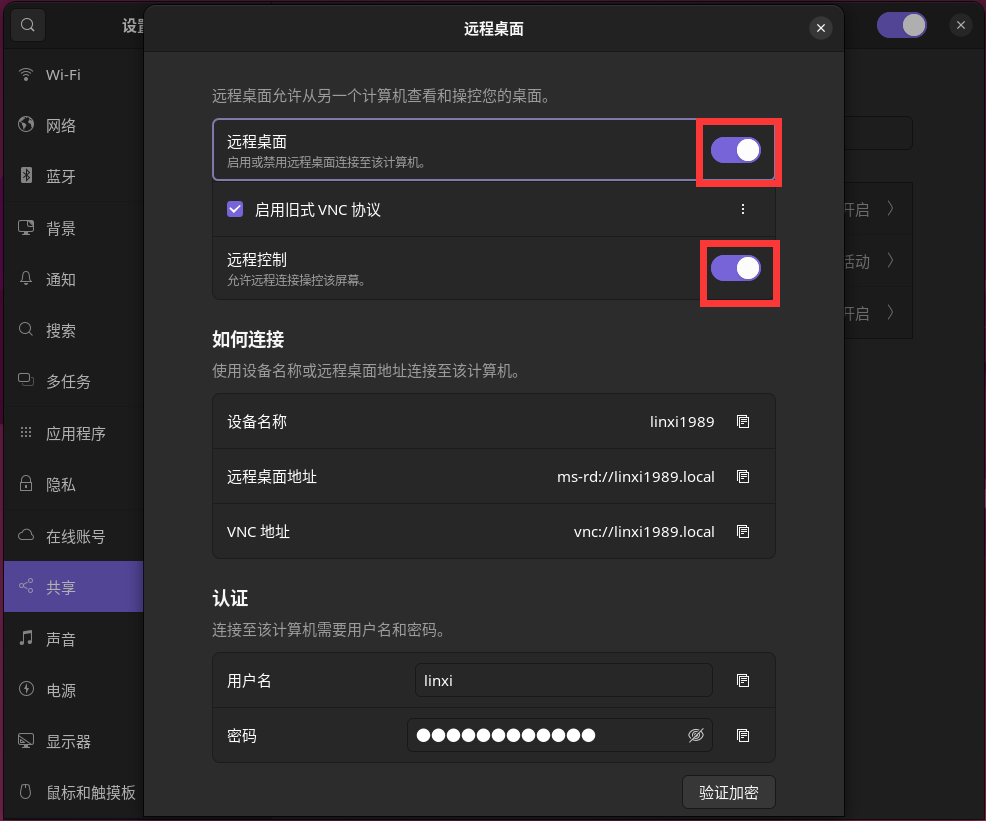 设置
远程桌面
Wi-Fi
网络
蓝牙
背景
通知
搜索
多任务
应用程序
隐私
在线账号
共享
声音
电源
显示器
鼠标和触摸板
远程桌面允许从另一个计算机查看和操控您的桌面。
远程桌面
启用或禁用远程桌面连接至该计算机。
启用旧式 VNC 协议
远程控制
允许远程连接操控该屏幕。
开启
活动
开启
如何连接
使用设备名称或远程桌面地址连接至该计算机。
设备名称 linxi1989
远程桌面地址 ms-rd://linxi1989.local
VNC 地址 vnc://linxi1989.local
认证
连接至该计算机需要用户名和密码。
用户名 linxi
密码 ●●●●●●●●●●●●
验证加密